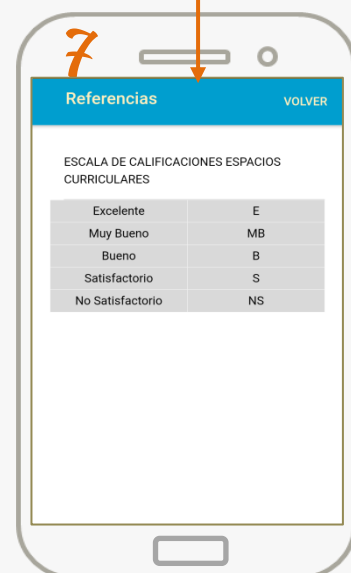 7
Referencias VOLVER
ESCALA DE CALIFICACIONES ESPACIOS
CURRICULARES
Excelente E
Muy Bueno MB
Bueno B
Satisfactorio S
No Satisfactorio NS